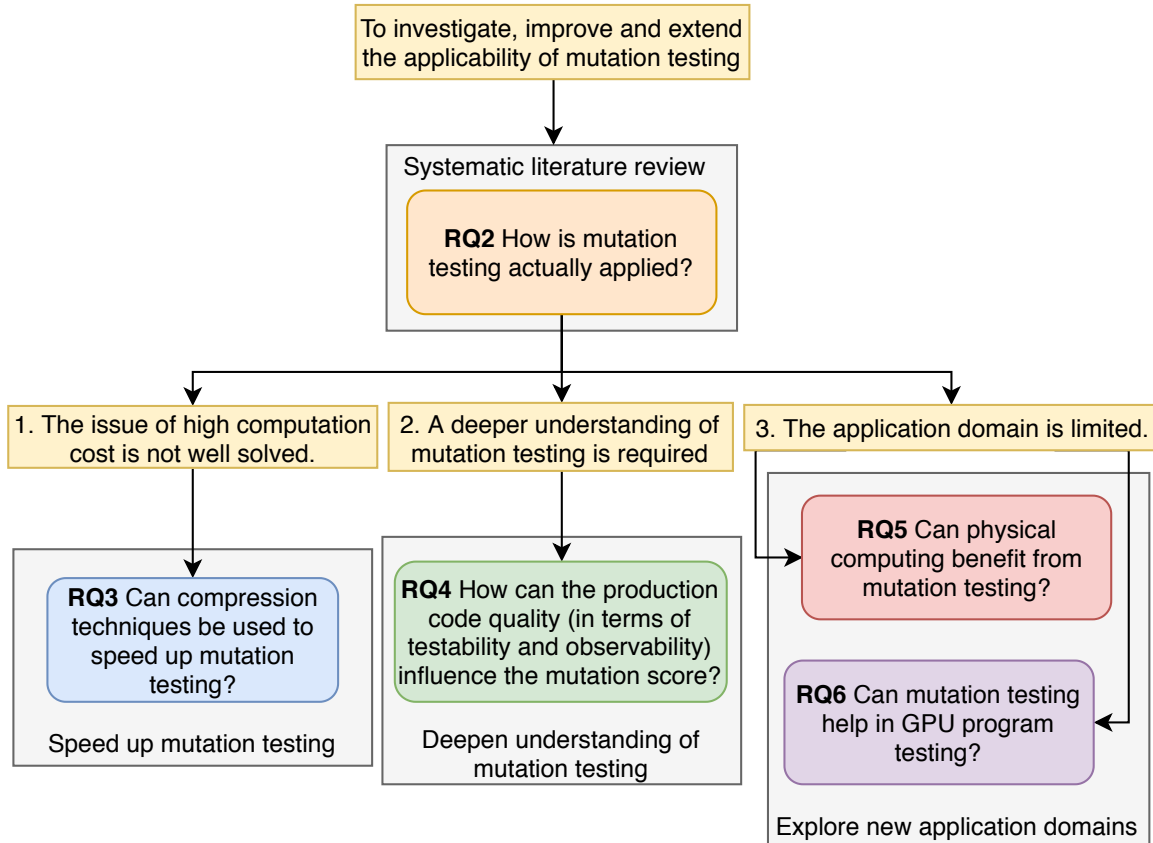 To investigate, improve and extend
the applicability of mutation testing
Systematic literature review
RQ2 How is mutation
testing actually applied?
1. The issue of high computation
cost is not well solved.
2. A deeper understanding of
mutation testing is required
3. The application domain is limited.
RQ3 Can compression
techniques be used to
speed up mutation
testing?
Speed up mutation testing
RQ4 How can the production
code quality (in terms of
testability and observability)
influence the mutation score?
Deepen understanding of
mutation testing
RQ5 Can physical
computing benefit from
mutation testing?
RQ6 Can mutation testing
help in GPU program
testing?
Explore new application domains